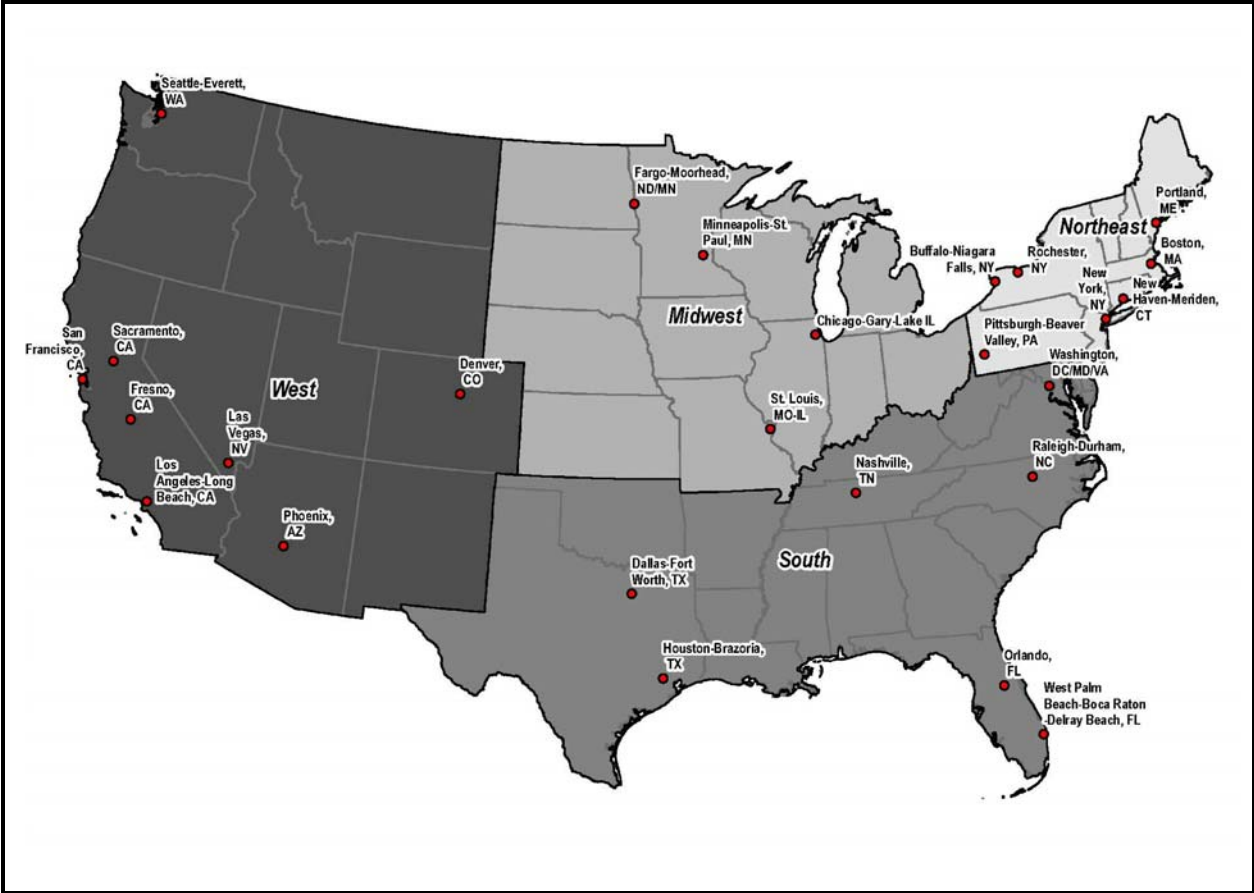 Seattle-Everett,
WA
Fargo-Moorhead,
ND/MN
Minneapolis-St.
Paul, MN
Portland,
ME
Northeast
Boston,
MA
Buffalo-Niagara
Falls, NY
Rochester,
NY
New
York,
NY
New
Haven-Meriden,
CT
Midwest
Chicago-Gary-Lake IL
Pittsburgh-Beaver
Valley, PA
Washington,
DC/MD/VA
San
Francisco,
CA
Sacramento,
CA
Fresno,
CA
West
Denver,
CO
Las
Vegas,
NV
Los
Angeles-Long
Beach, CA
Phoenix,
AZ
St. Louis,
MO-IL
Nashville,
TN
Raleigh-Durham,
NC
South
Dallas-Fort
Worth, TX
Houston-Brazoria,
TX
Orlando,
FL
West Palm
Beach-Boca Raton
-Delray Beach, FL